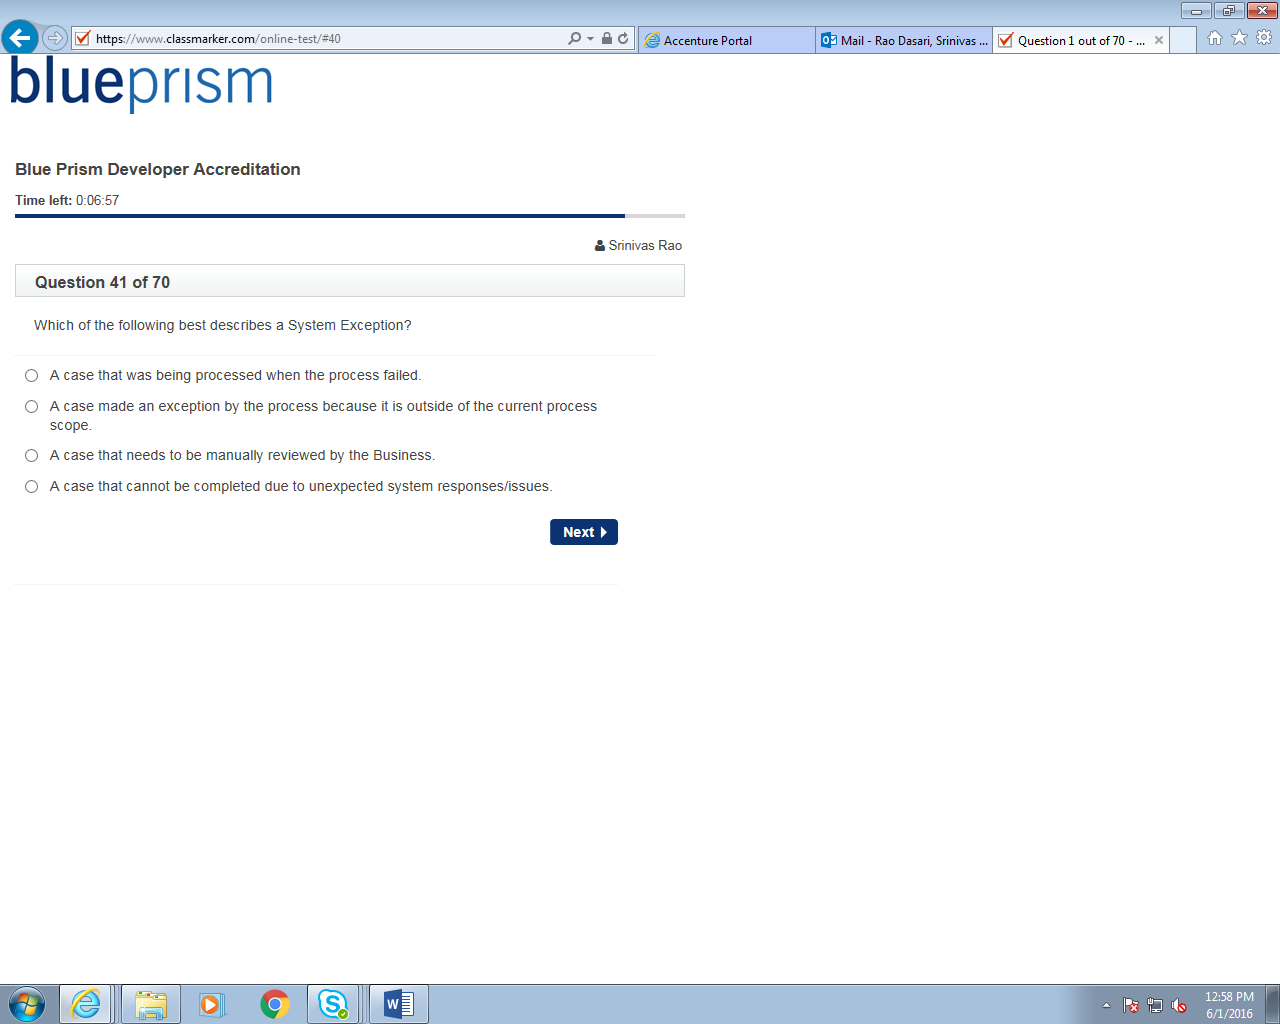 https://www.classmarker.com/online-test/#40
Accenture Portal
Mail - Rao Dasari, Srinivas ...
Question 1 out of 70 - ...
blueprism
Blue Prism Developer Accreditation
Time left: 0:06:57
Srinivas Rao
Question 41 of 70
Which of the following best describes a System Exception?
A case that was being processed when the process failed.
A case made an exception by the process because it is outside of the current process
scope.
A case that needs to be manually reviewed by the Business.
A case that cannot be completed due to unexpected system responses/issues.
Next
12:58 PM
6/1/2016